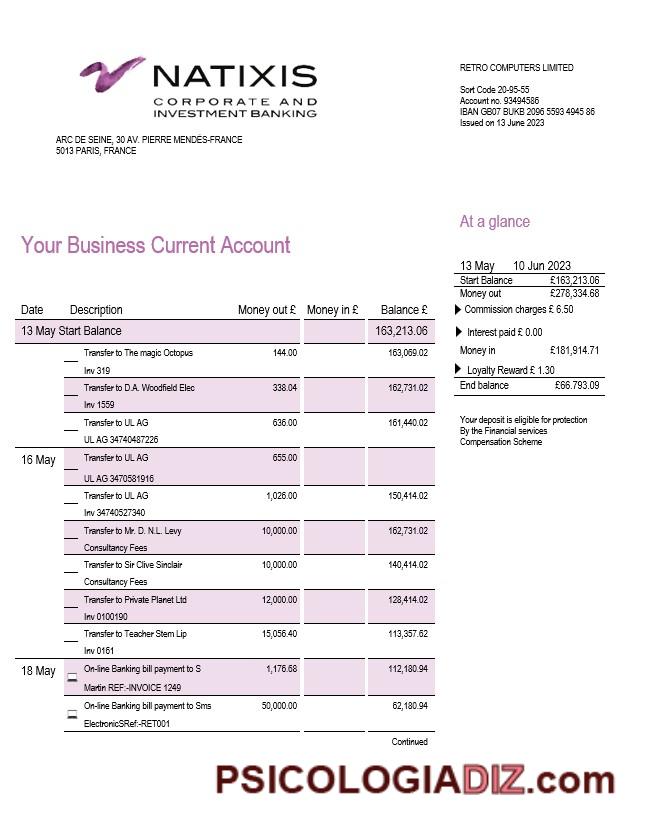 NATIXIS
CORPORATE AND
INVESTMENT BANKING
ARC DE SEINE, 30 AV. PIERRE MENDÈS-FRANCE
5013 PARIS, FRANCE
RETRO COMPUTERS LIMITED
Sort Code 20-95-55
Account no. 93494586
IBAN GB07 BUKB 2096 5593 4945 86
Issued on 13 June 2023
At a glance
13 May 10 Jun 2023
Start Balance £163,213.06
Money out £278,334.68
Commission charges £ 6.50
Interest paid £ 0.00
Money in £181,914.71
Loyalty Reward £ 1.30
End balance £66.793.09
Your deposit is eligible for protection
By the Financial services
Compensation Scheme
Your Business Current Account
Date Description Money out £ Money in £ Balance £
13 May Start Balance 163,213.06
Transfer to The magic Octopus 144.00 163,069.02
Inv 319
Transfer to D.A. Woodfield Elec 338.04 162,731.02
Inv 1559
Transfer to UL AG 636.00 161,440.02
UL AG 34740487226
16 May Transfer to UL AG 655.00
UL AG 3470581916
Transfer to UL AG 1,026.00 150,414.02
Inv 34740527340
Transfer to Mr. D. N.L. Levy 10,000.00 162,731.02
Consultancy Fees
Transfer to Sir Clive Sinclair 10,000.00 140,414.02
Consultancy Fees
Transfer to Private Planet Ltd 12,000.00 128,414.02
Inv 0100190
Transfer to Teacher Stem Lip 15,056.40 113,357.62
Inv 0161
18 May On-line Banking bill payment to S 1,176.68 112,180.94
Martin REF:-INVOICE 1249
On-line Banking bill payment to Sms 50,000.00 62,180.94
ElectronicSRef:-RET001
Continued
PSICOLOGIADIZ.com